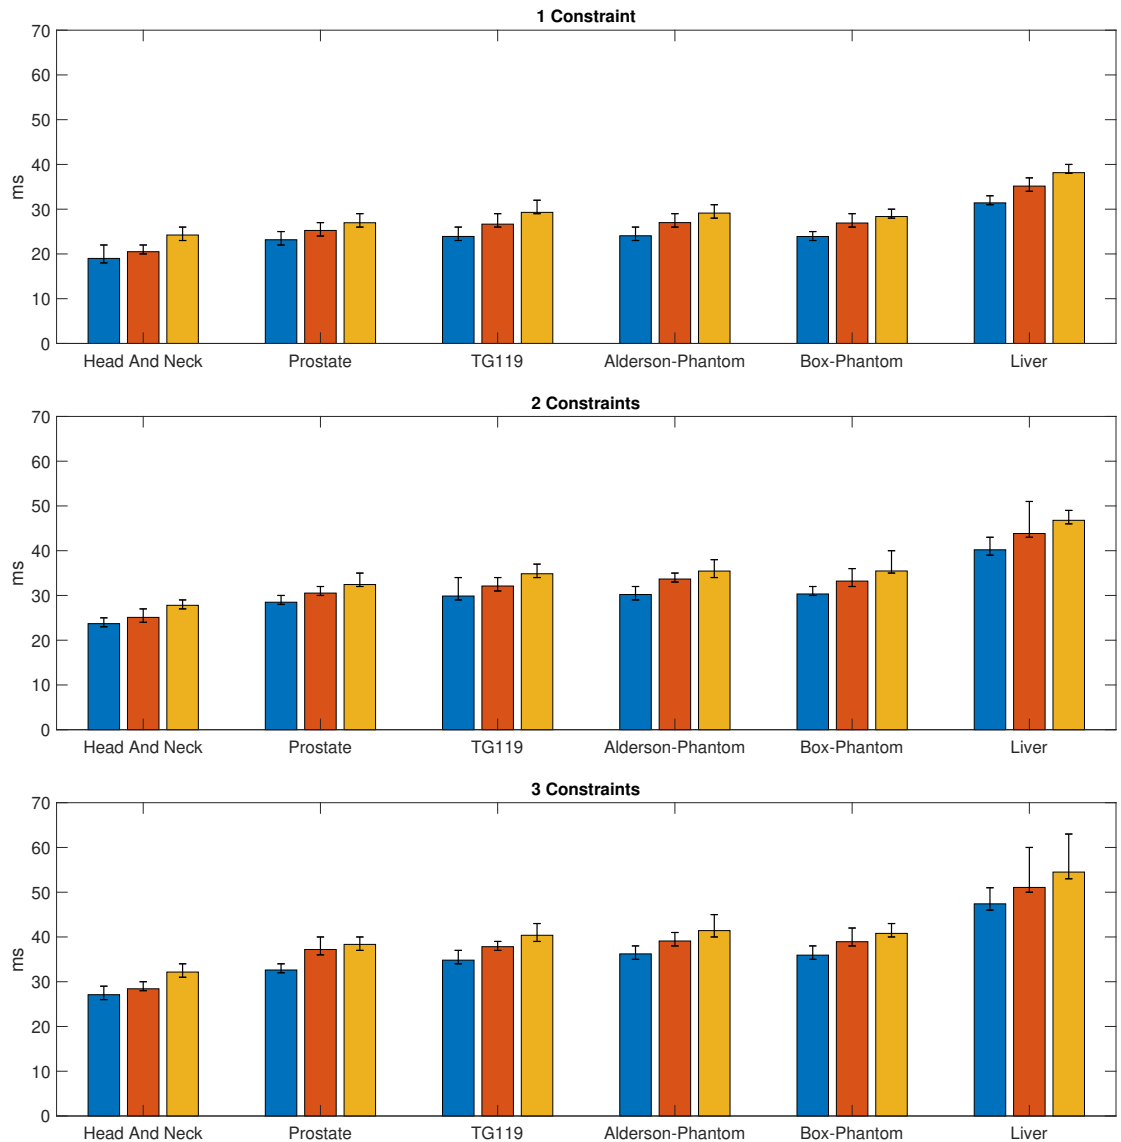 1 Constraint
70
60
50
40
30
20
10
0
ms
Head And Neck
Prostate
TG119
Alderson-Phantom
Box-Phantom
Liver
2 Constraints
70
60
50
40
30
20
10
0
ms
Head And Neck
Prostate
TG119
Alderson-Phantom
Box-Phantom
Liver
3 Constraints
70
60
50
40
30
20
10
0
ms
Head And Neck
Prostate
TG119
Alderson-Phantom
Box-Phantom
Liver